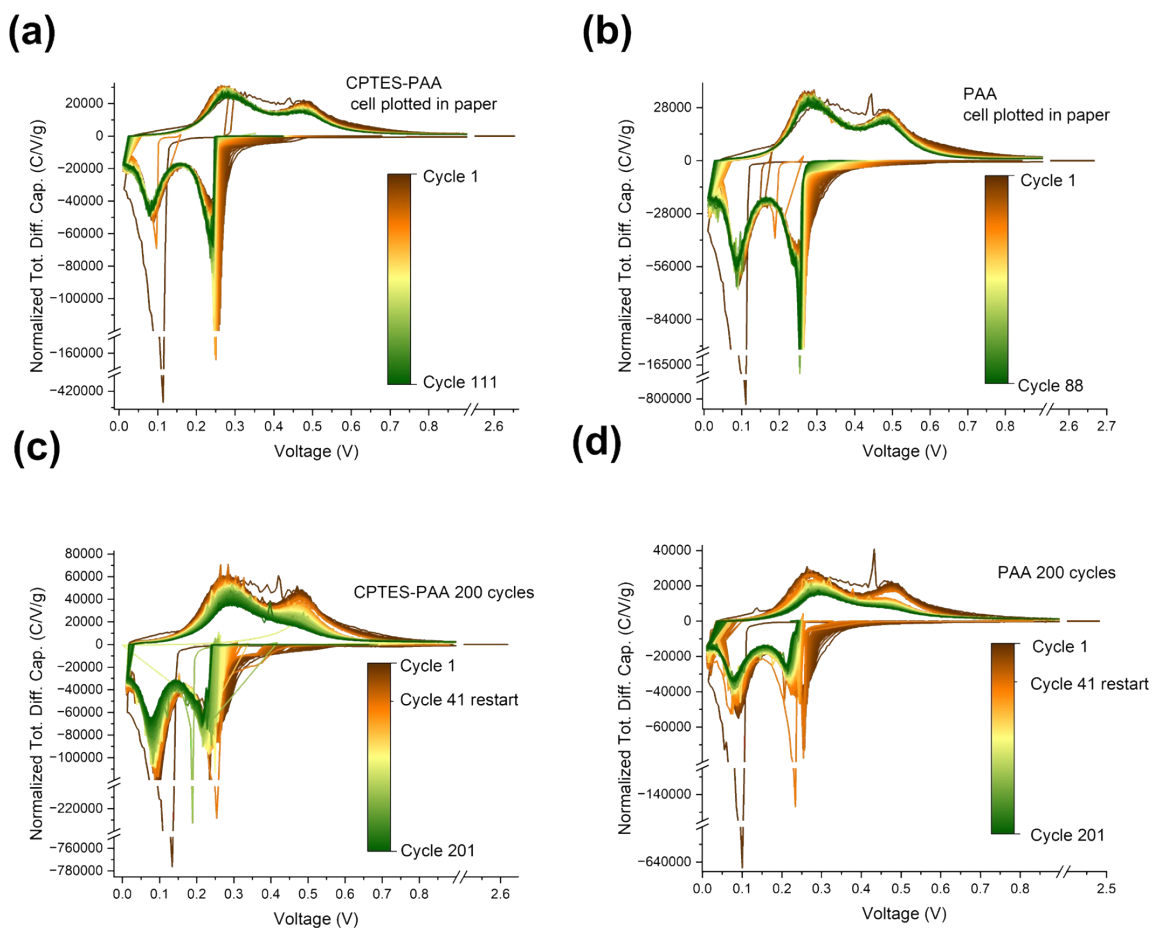 (a)
CPTES-PAA
cell plotted in paper
Normalized Tot. Diff. Cap. (C/V/g)
20000
0
−20000
−40000
−60000
−80000
−100000
−160000
−420000
Cycle 1
Cycle 111
0.0 0.1 0.2 0.3 0.4 0.5 0.6 0.7 0.8 2.6
Voltage (V)
(b)
PAA
cell plotted in paper
Normalized Tot. Diff. Cap. (C/V/g)
28000
0
−28000
−56000
−84000
−165000
−800000
Cycle 1
Cycle 88
0.0 0.1 0.2 0.3 0.4 0.5 0.6 0.7 0.8 2.6 2.7
Voltage (V)
(c)
CPTES-PAA 200 cycles
Normalized Tot. Diff. Cap. (C/V/g)
80000
60000
40000
20000
0
−20000
−40000
−60000
−80000
−100000
−220000
−760000
−780000
Cycle 1
Cycle 41 restart
Cycle 201
0.0 0.1 0.2 0.3 0.4 0.5 0.6 0.7 0.8 2.6
Voltage (V)
(d)
PAA 200 cycles
Normalized Tot. Diff. Cap. (C/V/g)
40000
20000
0
−20000
−40000
−60000
−140000
−640000
Cycle 1
Cycle 41 restart
Cycle 201
0.0 0.1 0.2 0.3 0.4 0.5 0.6 0.7 0.8 2.5
Voltage (V)